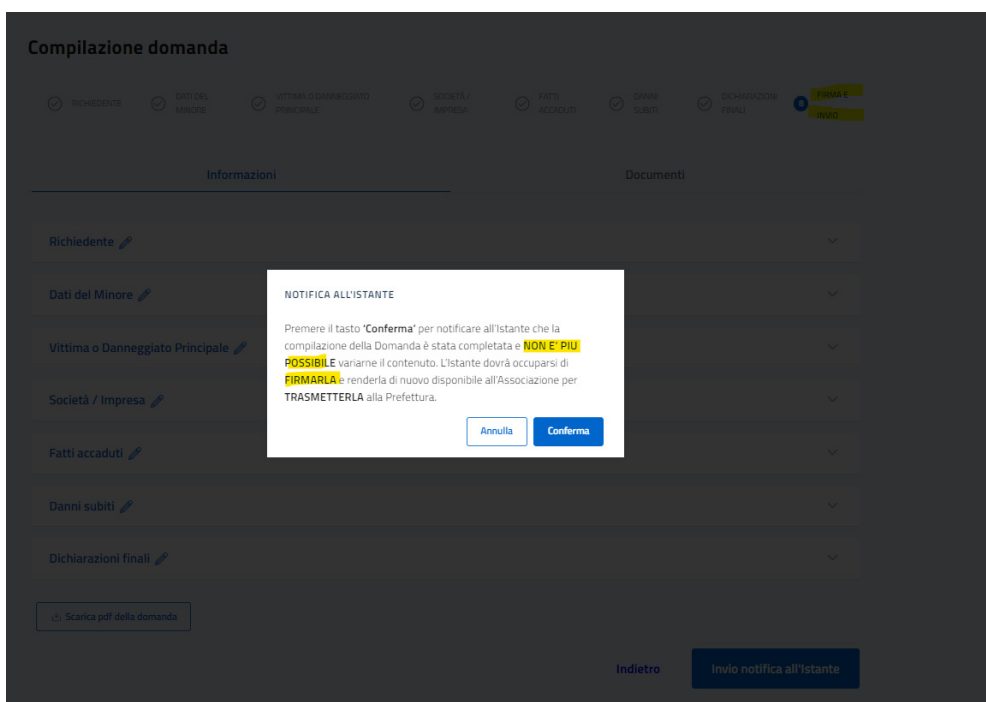 Compilazione domanda
RICHIEDENTE
DATI DEL
MINORE
VITTIMA O DANNEGGIATO
PRINCIPALE
SOCIETÀ /
IMPRESA
FATTI
ACCADUTI
DANNI
SUBITI
DICHIARAZIONI
FINALI
8
FIRMA E
INVIO
Informazioni
Documenti
Richiedente
Dati del Minore
Vittima o Danneggiato Principale
Società / Impresa
Fatti accaduti
Danni subiti
Dichiarazioni finali
NOTIFICA ALL'ISTANTE
Premere il tasto 'Conferma' per notificare all'Istante che la
compilazione della Domanda è stata completata e NON E' PIU
POSSIBILE variarne il contenuto. L'Istante dovrà occuparsi di
FIRMARLA e renderla di nuovo disponibile all'Associazione per
TRASMETTERLA alla Prefettura.
Annulla
Conferma
Scarica pdf della domanda
Indietro
Invio notifica all'Istante